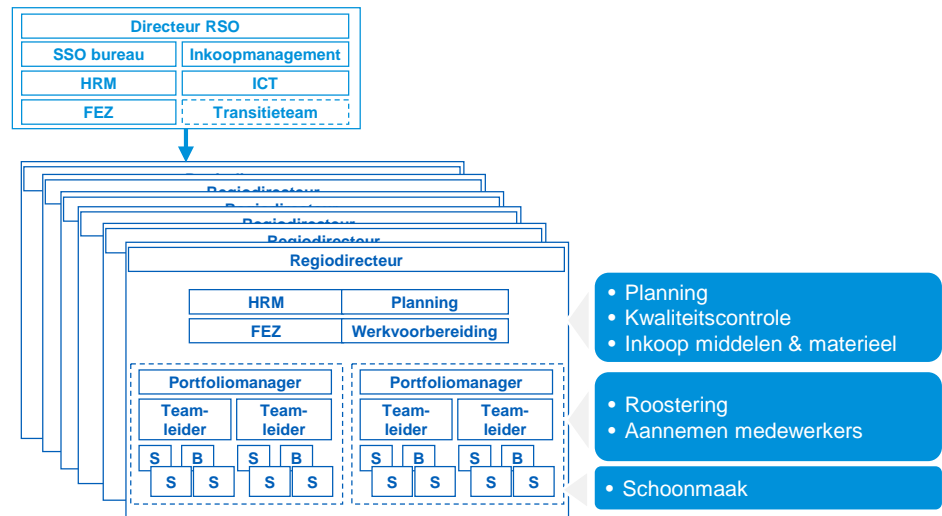 Directeur RSO
SSO bureau
Inkoopmanagement
HRM
ICT
FEZ
Transitieteam
Regiodirecteur
Regiodirecteur
Regiodirecteur
Regiodirecteur
Regiodirecteur
HRM
Planning
FEZ
Werkvoorbereiding
Portfoliomanager
Portfoliomanager
Team-
leider
Team-
leider
Team-
leider
Team-
leider
S B S B S B S B
S S S S S S S S
• Planning
• Kwaliteitscontrole
• Inkoop middelen & materieel
• Roostering
• Aannemen medewerkers
• Schoonmaak